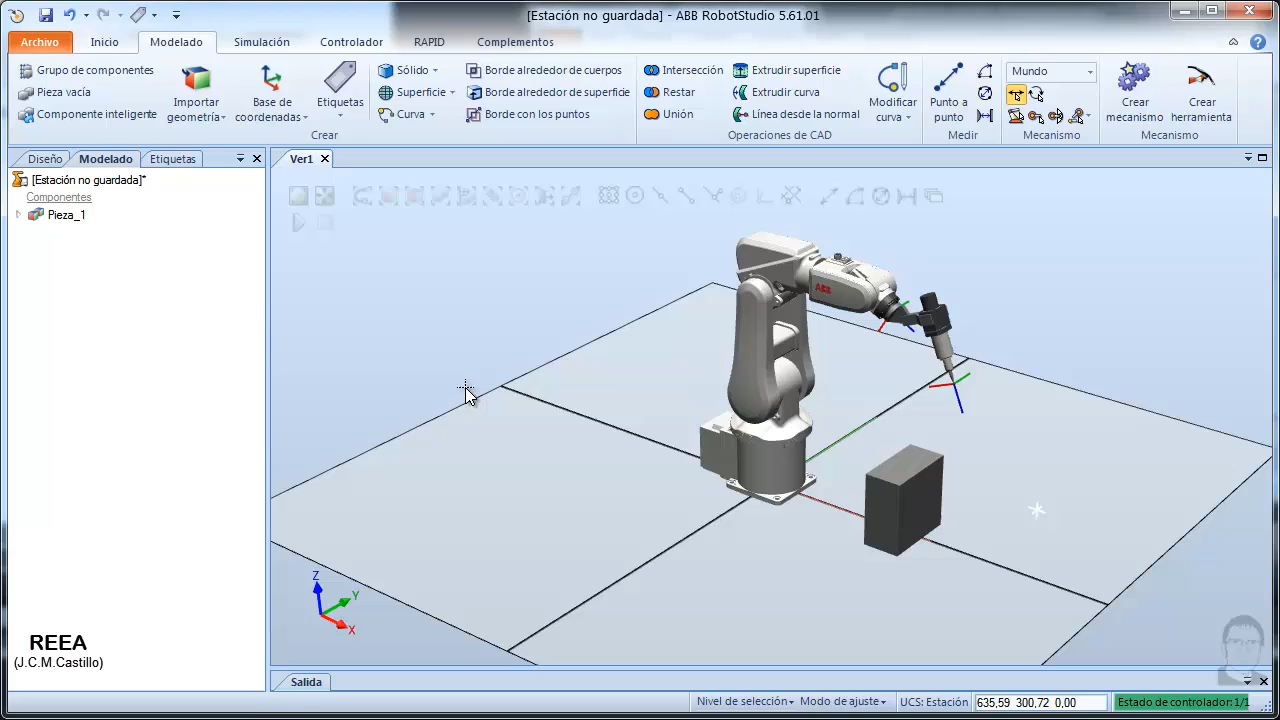 [Estación no guardada] - ABB RobotStudio 5.61.01
Archivo Inicio Modelado Simulación Controlador RAPID Complementos
Grupo de componentes
Pieza vacía
Componente inteligente
Importar geometría
Base de coordenadas
Etiquetas
Sólido
Superficie
Curva
Borde alrededor de cuerpos
Borde alrededor de superficie
Borde con los puntos
Crear
Intersección
Restar
Unión
Extrudir superficie
Extrudir curva
Línea desde la normal
Modificar curva
Operaciones de CAD
Punto a punto
Medir
Mundo
Mecanismo
Crear mecanismo
Crear herramienta
Mecanismo
Diseño Modelado Etiquetas
[Estación no guardada]*
Componentes
Pieza_1
Ver1
ABB
Z
Y
X
REEA
(J.C.M.Castillo)
Salida
Nivel de selección Modo de ajuste UCS: Estación 635,59 300,72 0,00 Estado de controlador: 1/1